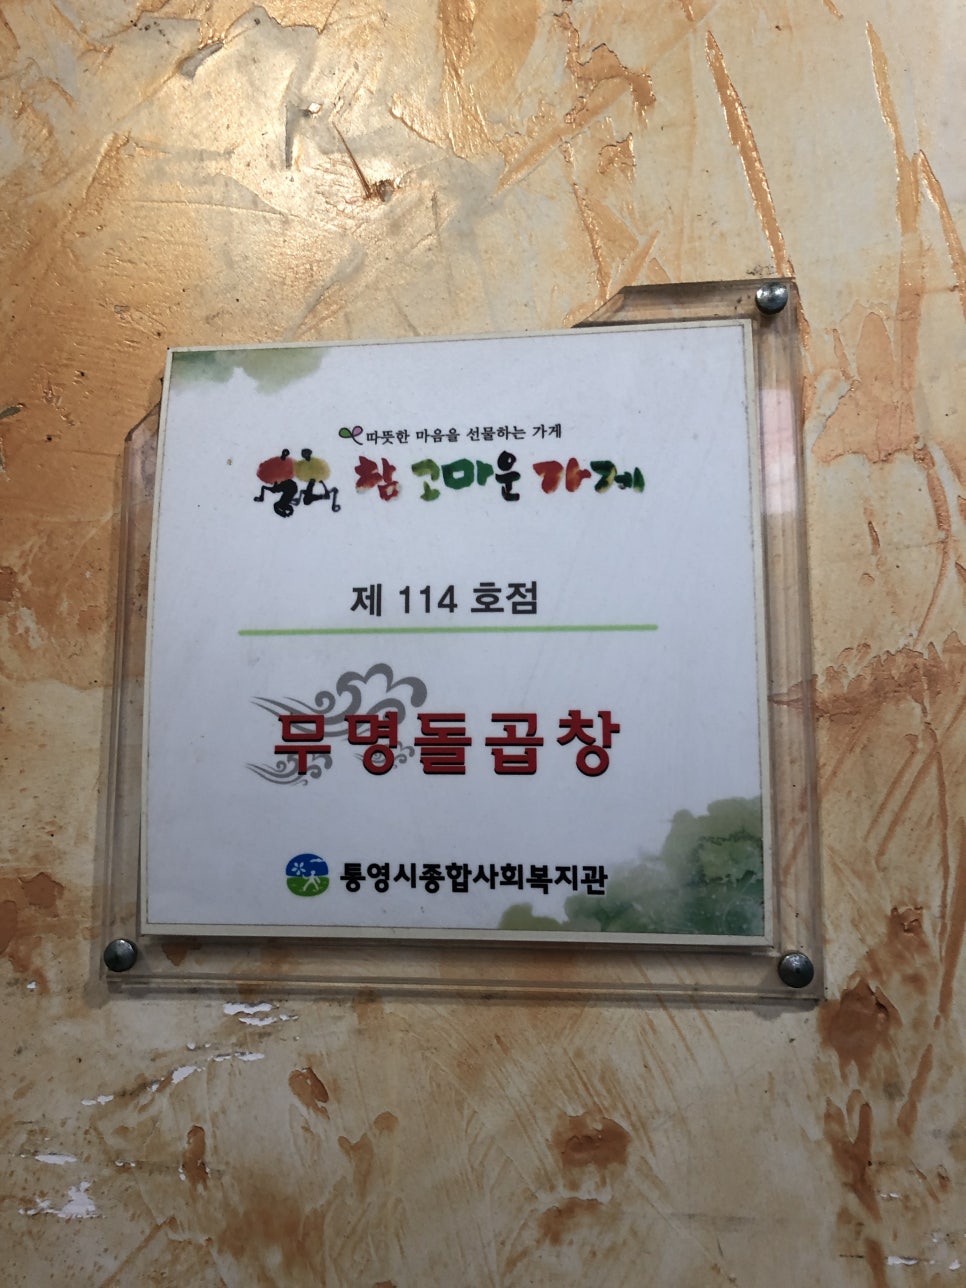 따뜻한 마음을 선물하는 가게
참 고마운 가게
제 114 호점
무명돌곱창
통영시종합사회복지관